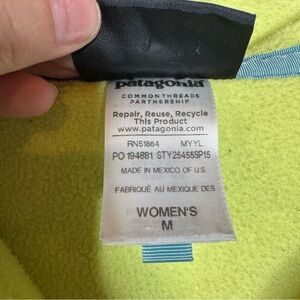 patagonia
COMMON THREADS
PARTNERSHIP
Repair, Reuse, Recycle
This Product
www.patagonia.com
RN51884 MYYL
PO 194881 STY25455SP15
MADE IN MEXICO OF U.S.
FABRIQUÉ AU MEXIQUE DES
WOMEN'S
M